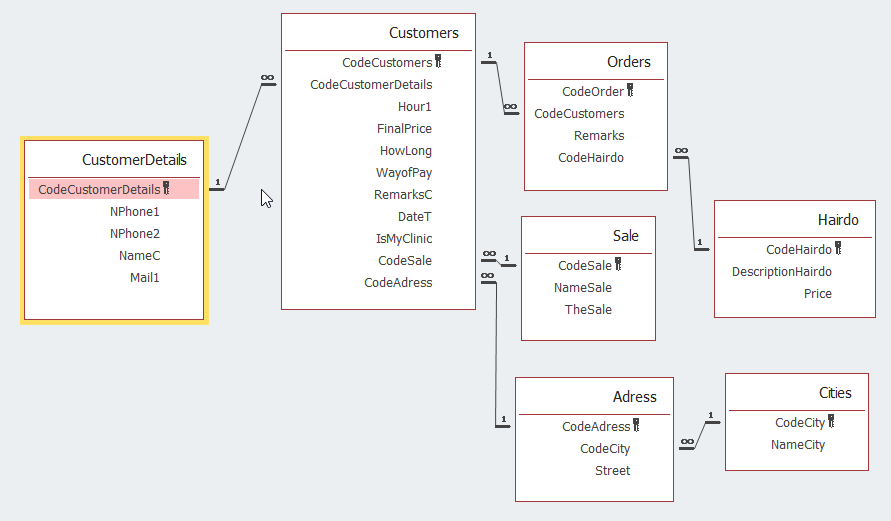 CustomerDetails
CodeCustomerDetails
NPhone1
NPhone2
NameC
Mail1
1
∞
Customers
CodeCustomers
CodeCustomerDetails
Hour1
FinalPrice
HowLong
WayofPay
RemarksC
DateT
IsMyClinic
CodeSale
CodeAdress
1
∞
Orders
CodeOrder
CodeCustomers
Remarks
CodeHairdo
∞
1
Hairdo
CodeHairdo
DescriptionHairdo
Price
∞
1
Sale
CodeSale
NameSale
TheSale
∞
1
Adress
CodeAdress
CodeCity
Street
∞
1
Cities
CodeCity
NameCity